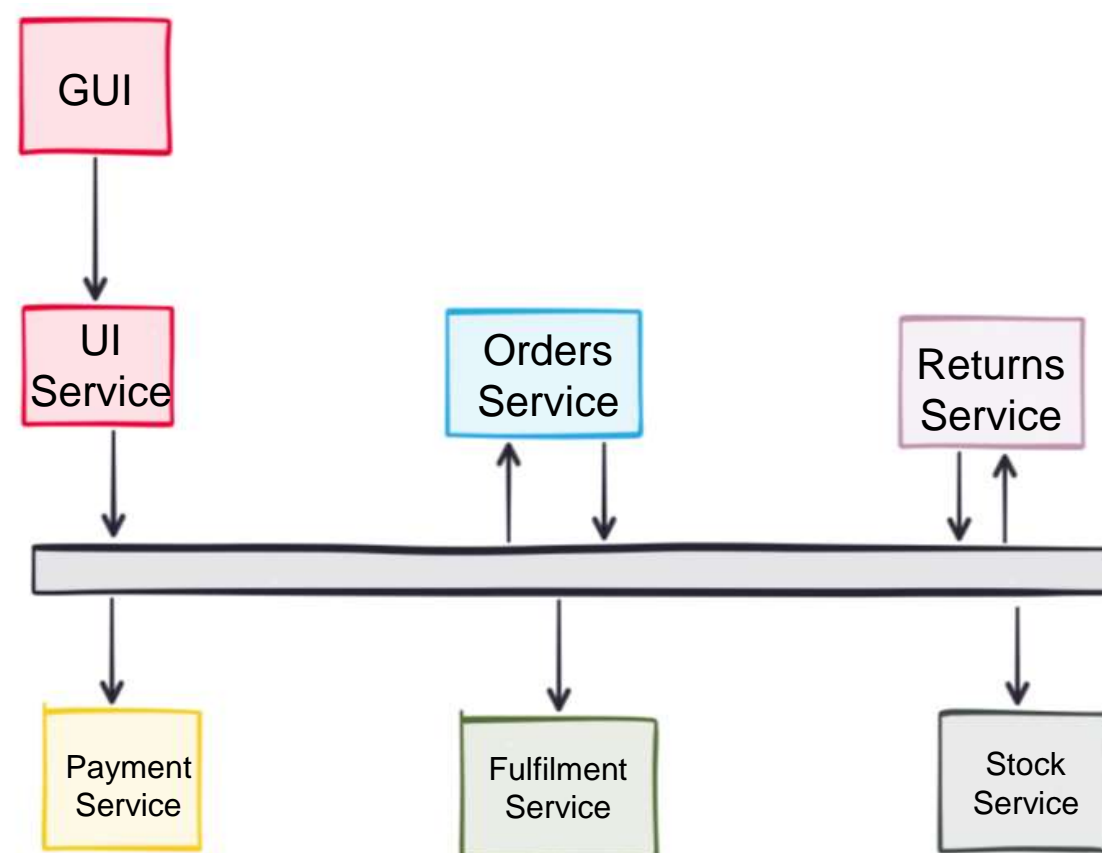 GUI
UI
Service
Orders
Service
Returns
Service
Payment
Service
Fulfilment
Service
Stock
Service